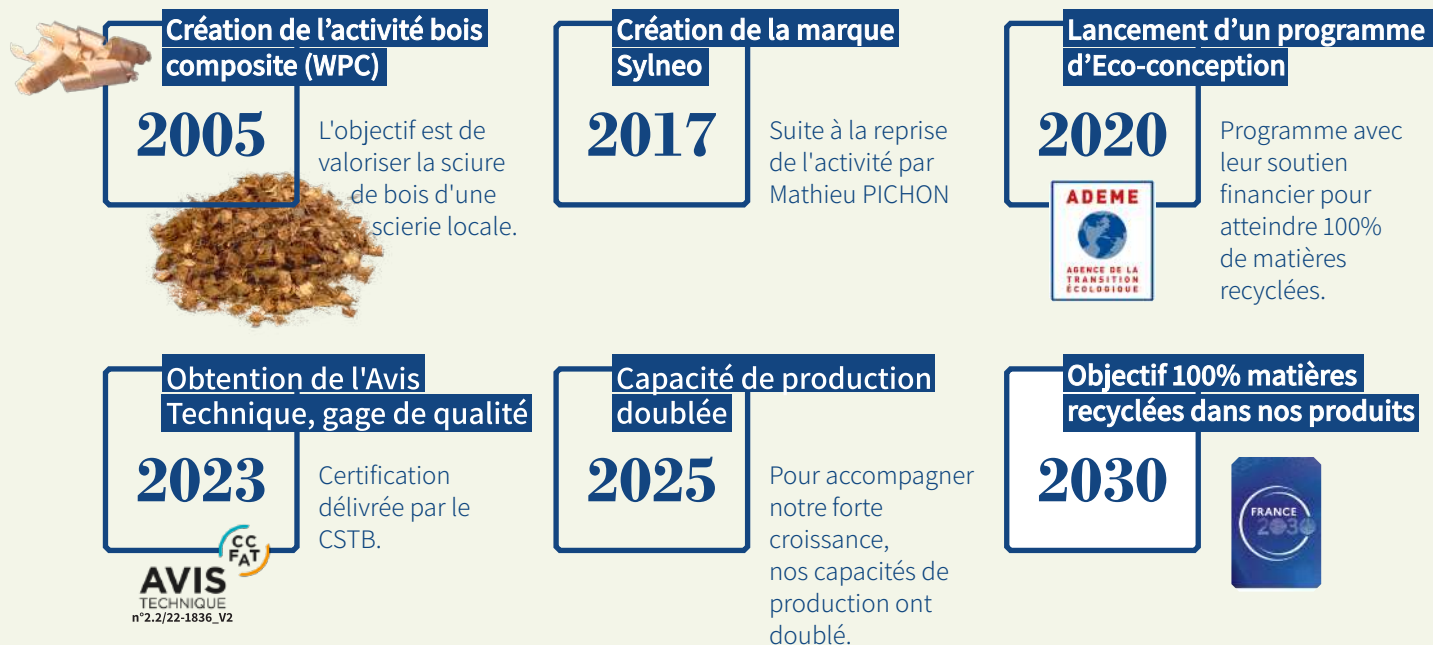 Création de l’activité bois
composite (WPC)
2005
L'objectif est de
valoriser la sciure
de bois d'une
scierie locale.
Création de la marque
Sylneo
2017
Suite à la reprise
de l'activité par
Mathieu PICHON
Lancement d’un programme
d’Eco-conception
2020
Programme avec
leur soutien
financier pour
atteindre 100%
de matières
recyclées.
ADEME
AGENCE DE LA
TRANSITION
ÉCOLOGIQUE
Obtention de l'Avis
Technique, gage de qualité
2023
Certification
délivrée par le
CSTB.
CC
FAT
AVIS
TECHNIQUE
n°2.2/22-1836_V2
Capacité de production
doublée
2025
Pour accompagner
notre forte
croissance,
nos capacités de
production ont
doublé.
Objectif 100% matières
recyclées dans nos produits
2030
FRANCE
2030